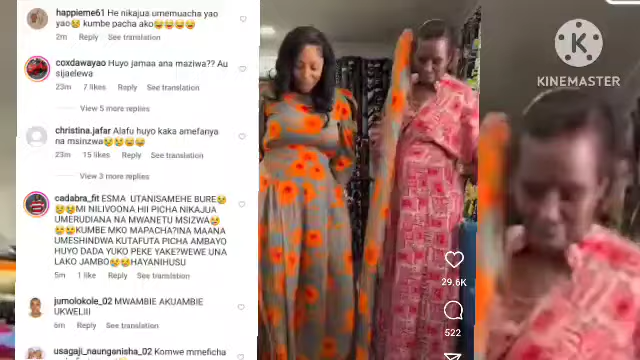 happieme61 He nikajua umemuacha yao
yao😢 kumbe pacha ako😂😂😂😂
2m Reply See translation
coxdawayao Huyo jamaa ana maziwa?? Au
sijaelewa
23m 7 likes Reply See translation
View 5 more replies
christina.jafar Alafu huyo kaka amefanya
na msinzwa😢😢😂😂
23m 15 likes Reply See translation
View 3 more replies
cadabra_fit ESMA UTANISAMEHE BURE😢
😢😢MI NILIVOONA HII PICHA NIKAJUA
UMERUDIANA NA MWANETU MSIZWA😢
😢😢KUMBE MKO MAPACHA?INA MAANA
UMESHINDWA KUTAFUTA PICHA AMBAYO
HUYO DADA YUKO PEKE YAKE?WEWE UNA
LAKO JAMBO😢😢HAYANIHUSU
5m 1 like Reply See translation
jumolokole_02 MWAMBIE AKUAMBIE
UKWELI!!
6m Reply See translation
usagaji_naunganisha_02 Komwe mmeficha
29.6K
522
KINEMASTER